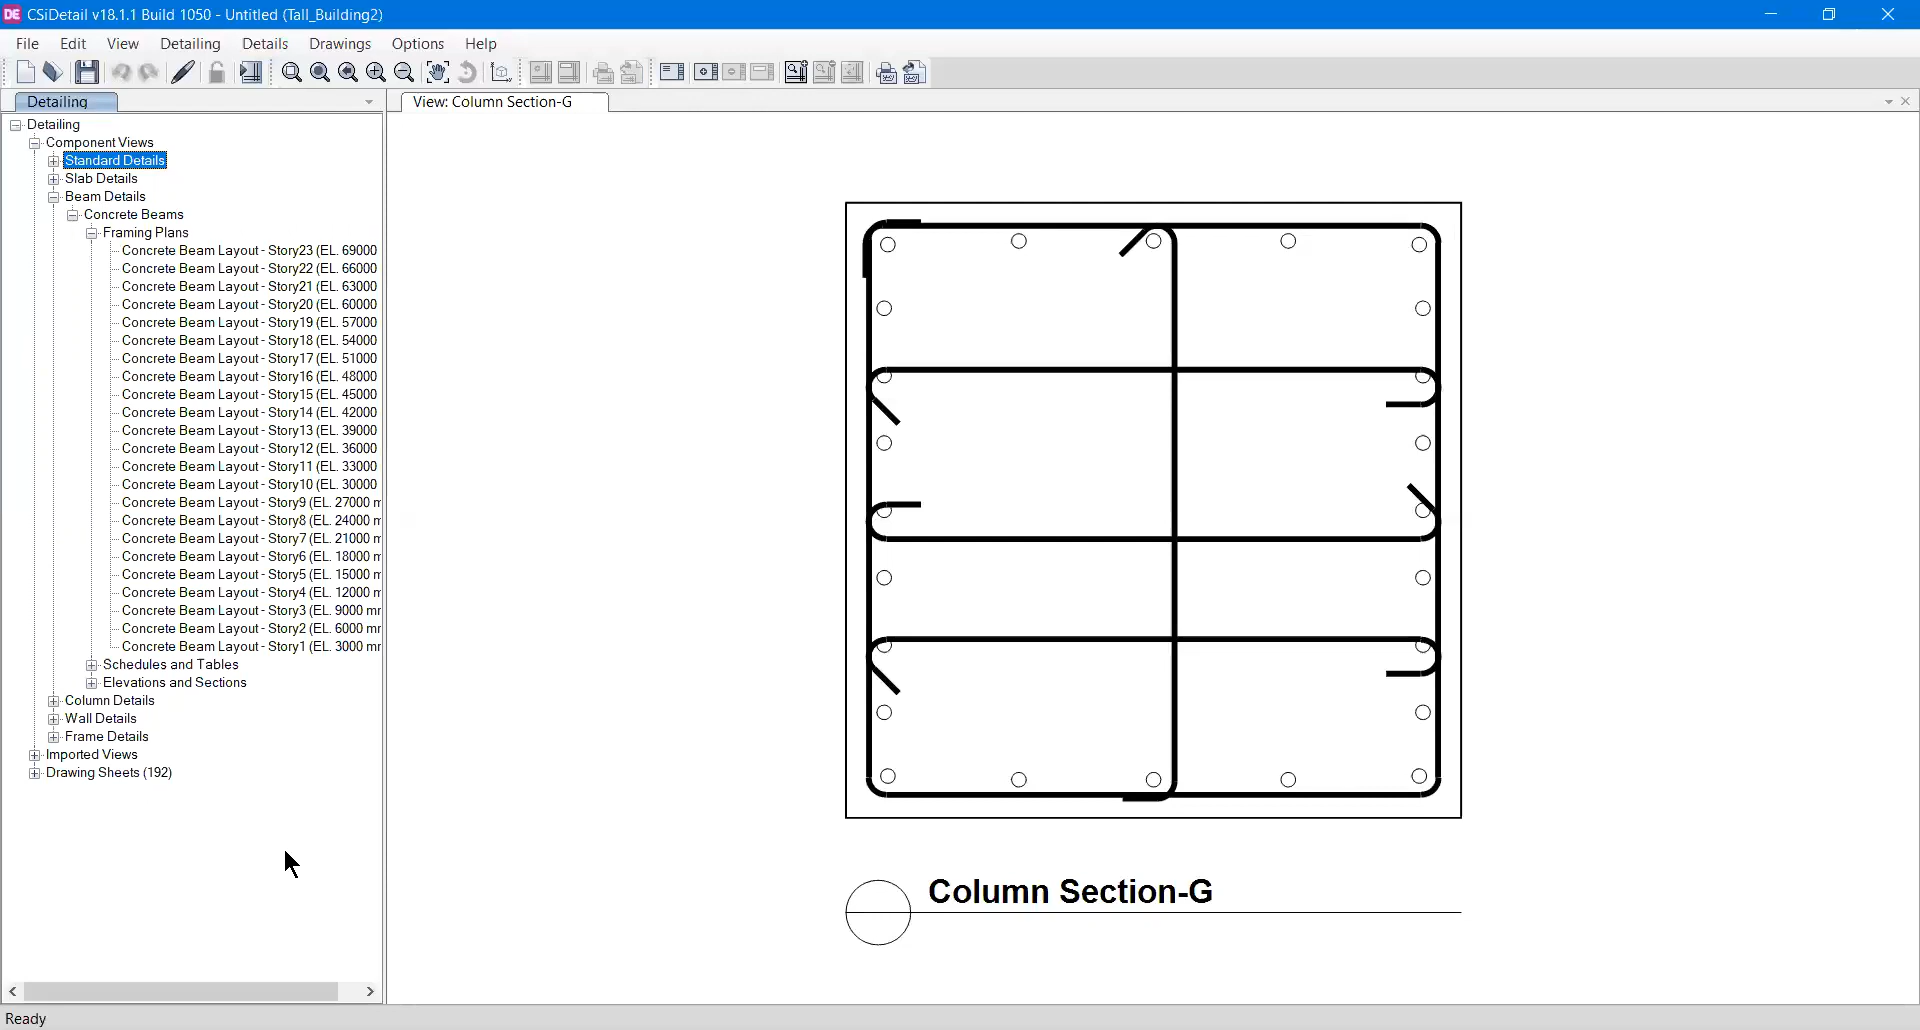 DE CSiDetail v18.1.1 Build 1050 - Untitled (Tall_Building2)
File Edit View Detailing Details Drawings Options Help
Detailing
View: Column Section-G
Detailing
Component Views
Standard Details
Slab Details
Beam Details
Concrete Beams
Framing Plans
Concrete Beam Layout - Story23 (EL. 69000
Concrete Beam Layout - Story22 (EL. 66000
Concrete Beam Layout - Story21 (EL. 63000
Concrete Beam Layout - Story20 (EL. 60000
Concrete Beam Layout - Story19 (EL. 57000
Concrete Beam Layout - Story18 (EL. 54000
Concrete Beam Layout - Story17 (EL. 51000
Concrete Beam Layout - Story16 (EL. 48000
Concrete Beam Layout - Story15 (EL. 45000
Concrete Beam Layout - Story14 (EL. 42000
Concrete Beam Layout - Story13 (EL. 39000
Concrete Beam Layout - Story12 (EL. 36000
Concrete Beam Layout - Story11 (EL. 33000
Concrete Beam Layout - Story10 (EL. 30000
Concrete Beam Layout - Story9 (EL. 27000 m
Concrete Beam Layout - Story8 (EL. 24000 m
Concrete Beam Layout - Story7 (EL. 21000 m
Concrete Beam Layout - Story6 (EL. 18000 m
Concrete Beam Layout - Story5 (EL. 15000 m
Concrete Beam Layout - Story4 (EL. 12000 m
Concrete Beam Layout - Story3 (EL. 9000 mm
Concrete Beam Layout - Story2 (EL. 6000 mm
Concrete Beam Layout - Story1 (EL. 3000 mm
Schedules and Tables
Elevations and Sections
Column Details
Wall Details
Frame Details
Imported Views
Drawing Sheets (192)
Column Section-G
Ready